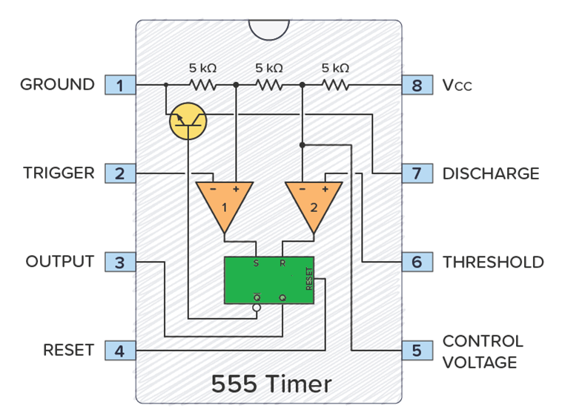 5 kΩ 5 kΩ 5 kΩ
GROUND 1
8 Vcc
TRIGGER 2
7 DISCHARGE
- + 
1
- +
2
OUTPUT 3
6 THRESHOLD
S R
RESET
Q̅ Q
RESET 4
5 CONTROL
VOLTAGE
555 Timer